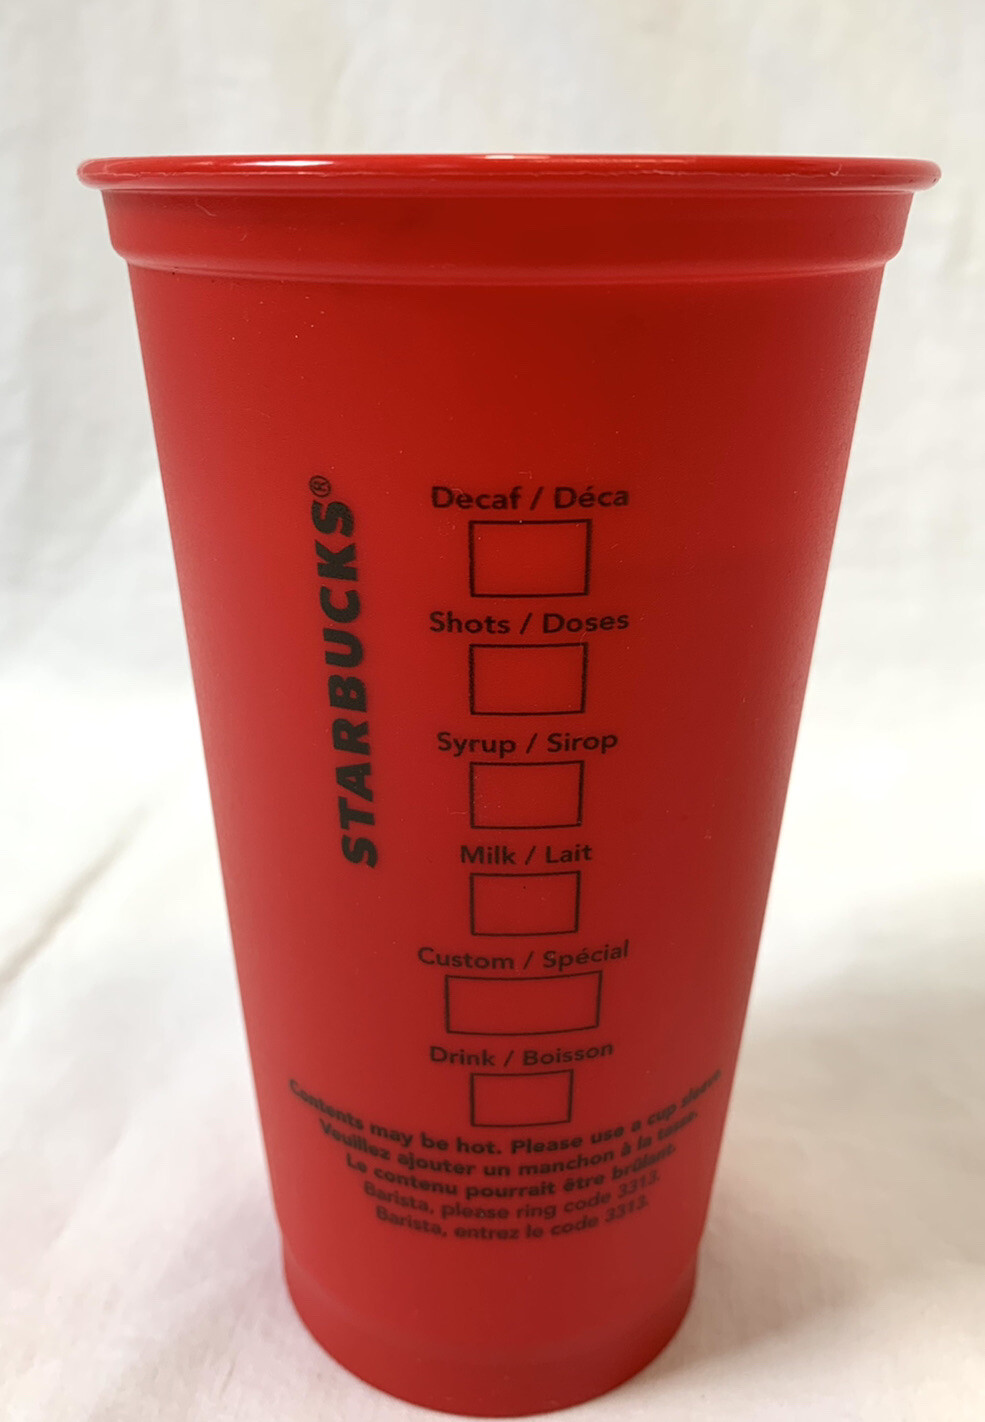 STARBUCKS®
Decaf / Déca
Shots / Doses
Syrup / Sirop
Milk / Lait
Custom / Spécial
Drink / Boisson
Contents may be hot. Please use a cup sleeve.
Veuillez ajouter un manchon à la tasse.
Le contenu pourrait être brûlant.
Barista, please ring code 3313.
Barista, entrez le code 3313.